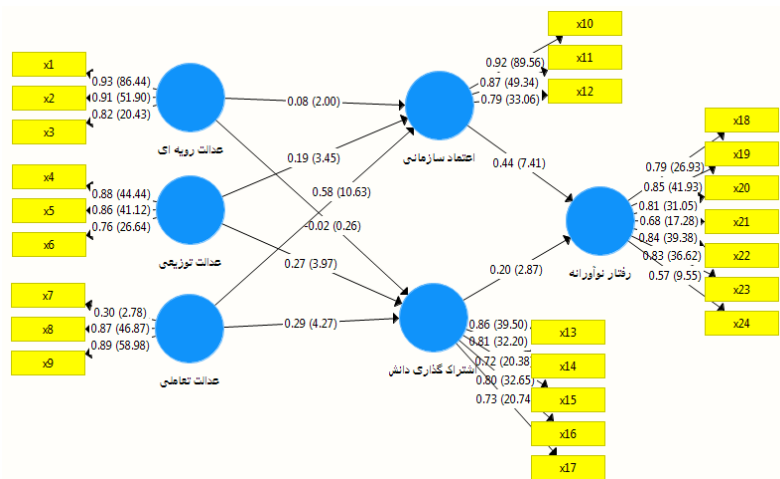 x1
x2
x3
0.93 (86.44)
0.91 (51.90)
0.82 (20.43)
عدالت رویه ای
x4
x5
x6
0.88 (44.44)
0.86 (41.12)
0.76 (26.64)
عدالت توزیعی
x7
x8
x9
0.30 (2.78)
0.87 (46.87)
0.89 (58.98)
عدالت تعاملی
0.08 (2.00)
0.19 (3.45)
0.58 (10.63)
-0.02 (0.26)
0.27 (3.97)
0.29 (4.27)
x10
x11
x12
0.92 (89.56)
0.87 (49.34)
0.79 (33.06)
اعتماد سازمانی
0.44 (7.41)
0.20 (2.87)
اشتراک گذاری دانش
0.86 (39.50)
0.81 (32.20)
0.72 (20.38)
0.80 (32.65)
0.73 (20.74)
x13
x14
x15
x16
x17
رفتار نوآورانه
0.79 (26.93)
0.85 (41.93)
0.81 (31.05)
0.68 (17.28)
0.84 (39.38)
0.83 (36.62)
0.57 (9.55)
x18
x19
x20
x21
x22
x23
x24